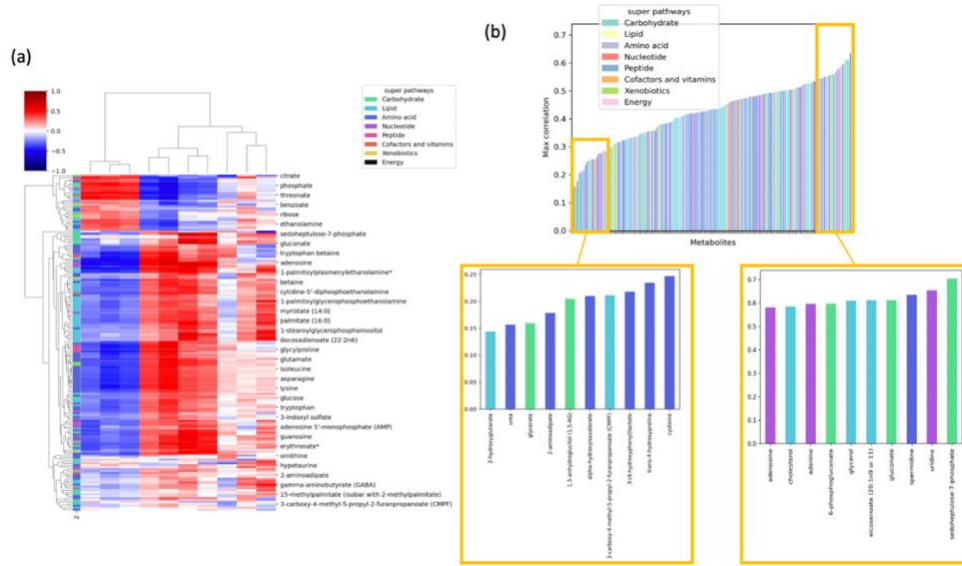 (a)
1.0
0.5
0.0
−0.5
−1.0
super pathways
Carbohydrate
Lipid
Amino acid
Nucleotide
Peptide
Cofactors and vitamins
Xenobiotics
Energy
citrate
phosphate
threonate
benzoate
ribose
ethanolamine
sedoheptulose-7-phosphate
gluconate
tryptophan betaine
adenosine
1-palmitoylplasmenylethanolamine*
betaine
cytidine-5'-diphosphoethanolamine
1-palmitoylglycerophosphoethanolamine
myristate (14:0)
palmitate (16:0)
1-stearoylglycerophosphoinositol
docosadienoate (22:2n6)
glycylproline
glutamate
isoleucine
asparagine
lysine
glucose
tryptophan
3-indoxyl sulfate
adenosine 5'-monophosphate (AMP)
guanosine
erythronate*
ornithine
hypotaurine
2-aminoadipate
gamma-aminobutyrate (GABA)
15-methylpalmitate (isobar with 2-methylpalmitate)
3-carboxy-4-methyl-5-propyl-2-furanpropanoate (CMPF)
2
(b)
super pathways
Carbohydrate
Lipid
Amino acid
Nucleotide
Peptide
Cofactors and vitamins
Xenobiotics
Energy
Max correlation
0.7
0.6
0.5
0.4
0.3
0.2
0.1
0.0
Metabolites
0.25
0.20
0.15
0.10
0.05
0.00
2-hydroxyglutarate
urea
glycerate
2-aminoadipate
1,5-anhydroglucitol (1,5-AG)
alpha-hydroxyisovalerate
3-carboxy-4-methyl-5-propyl-2-furanpropanoate (CMPF)
3-(4-hydroxyphenyl)lactate
trans-4-hydroxyproline
cysteine
0.7
0.6
0.5
0.4
0.3
0.2
0.1
0.0
adenosine
cholesterol
adenine
6-phosphogluconate
glycerol
eicosenoate (20:1n9 or 11)
gluconate
spermidine
uridine
sedoheptulose-7-phosphate